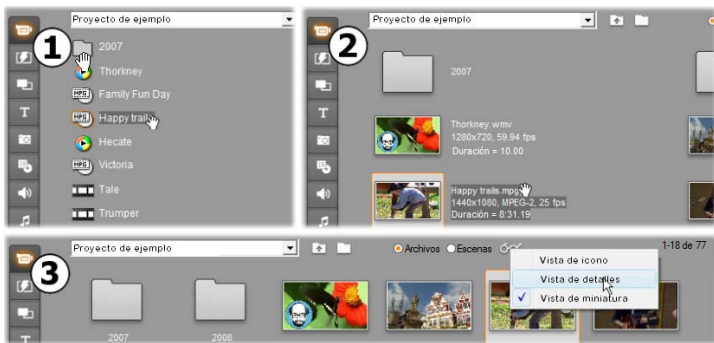 Proyecto de ejemplo
1
2007
Thorkney
Family Fun Day
Happy trails
Hecate
Victoria
Tale
Trumper
Proyecto de ejemplo
2
2007
Thorkney.wmv
1280x720, 59.94 fps
Duración = 10.00
Happy trails.mpg
1440x1080, MPEG-2, 25 fps
Duración = 8:31.19
Proyecto de ejemplo
Archivos
Escenas
1-18 de 77
3
Vista de icono
Vista de detalles
Vista de miniatura
2007
2008